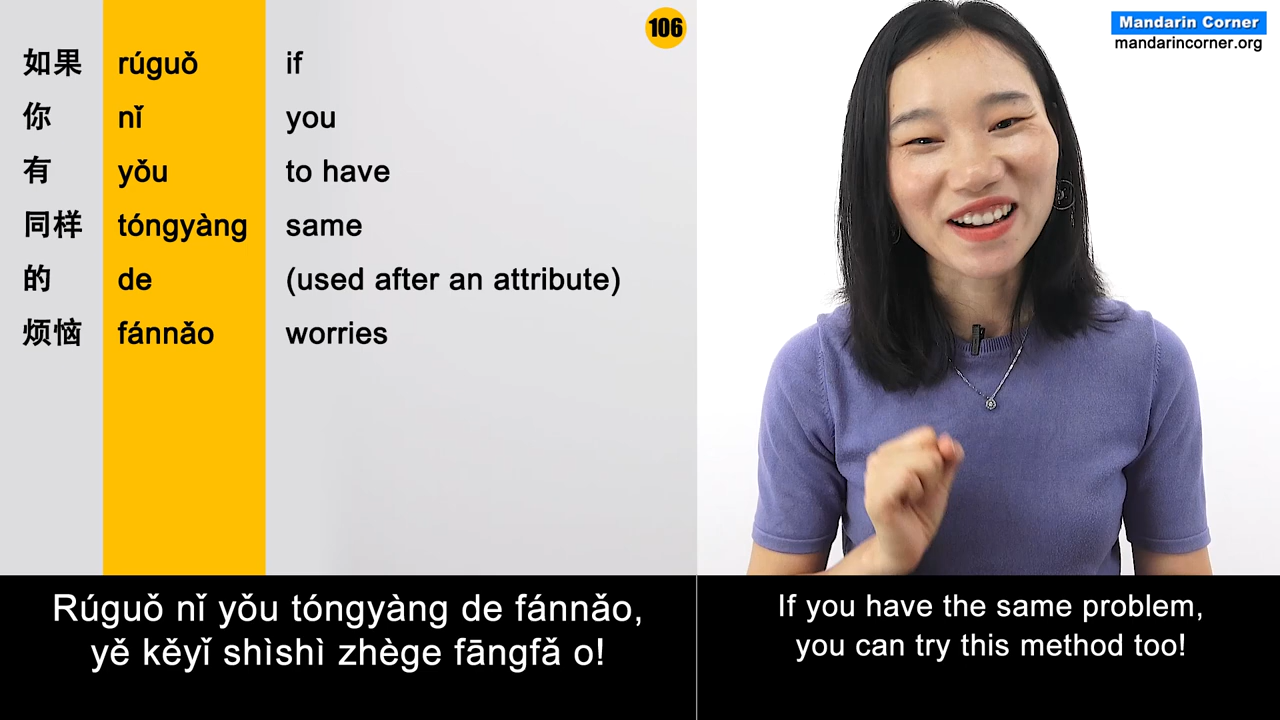 106
如果 rúguǒ if
你 nǐ you
有 yǒu to have
同样 tóngyàng same
的 de (used after an attribute)
烦恼 fánnǎo worries
Rúguǒ nǐ yǒu tóngyàng de fánnǎo,
yě kěyǐ shìshì zhège fāngfǎ o!
Mandarin Corner
mandarincorner.org
If you have the same problem,
you can try this method too!